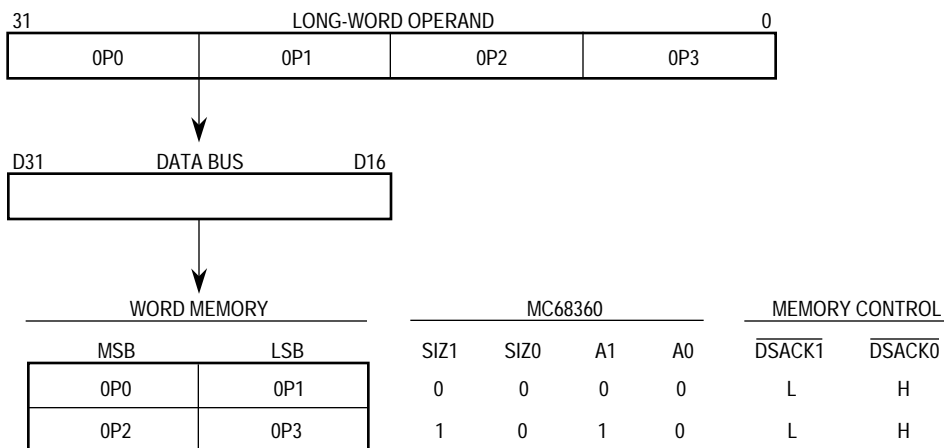 31 LONG-WORD OPERAND 0
0P0 0P1 0P2 0P3
D31 DATA BUS D16
WORD MEMORY MC68360 MEMORY CONTROL
MSB LSB SIZ1 SIZ0 A1 A0 DSACK1 DSACK0
0P0 0P1 0 0 0 0 L H
0P2 0P3 1 0 1 0 L H